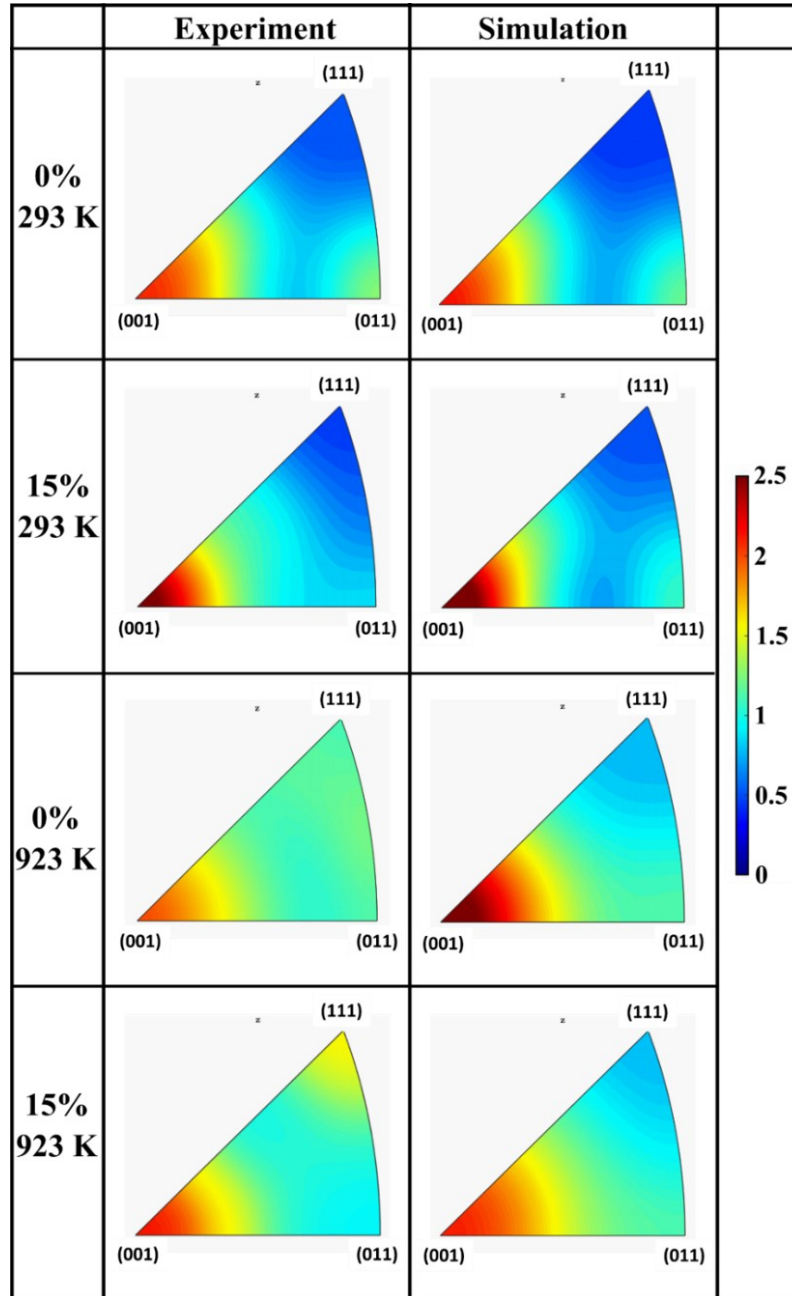 Experiment Simulation
0%
293 K
(111)
z
(001) (011)
(111)
z
(001) (011)
15%
293 K
(111)
z
(001) (011)
(111)
z
(001) (011)
0%
923 K
(111)
z
(001) (011)
(111)
z
(001) (011)
15%
923 K
(111)
z
(001) (011)
(111)
z
(001) (011)
2.5
2
1.5
1
0.5
0